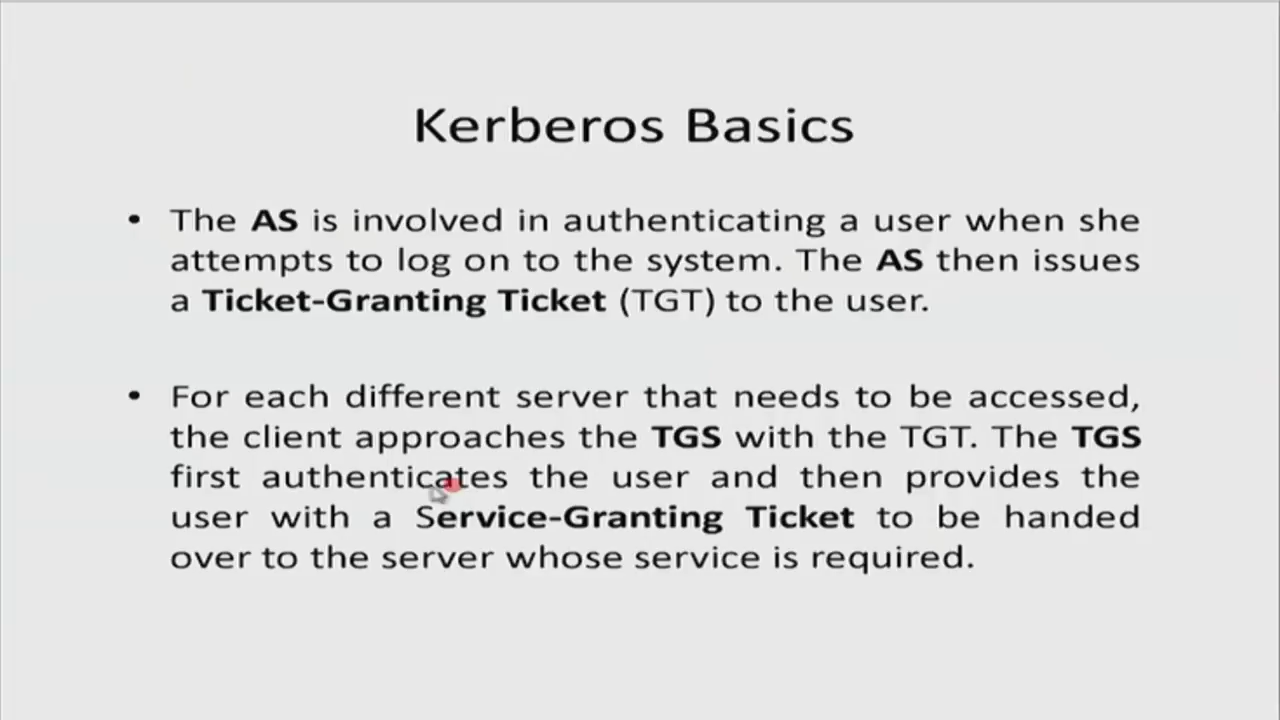 Kerberos Basics
• The AS is involved in authenticating a user when she
attempts to log on to the system. The AS then issues
a Ticket-Granting Ticket (TGT) to the user.
• For each different server that needs to be accessed,
the client approaches the TGS with the TGT. The TGS
first authenticates the user and then provides the
user with a Service-Granting Ticket to be handed
over to the server whose service is required.